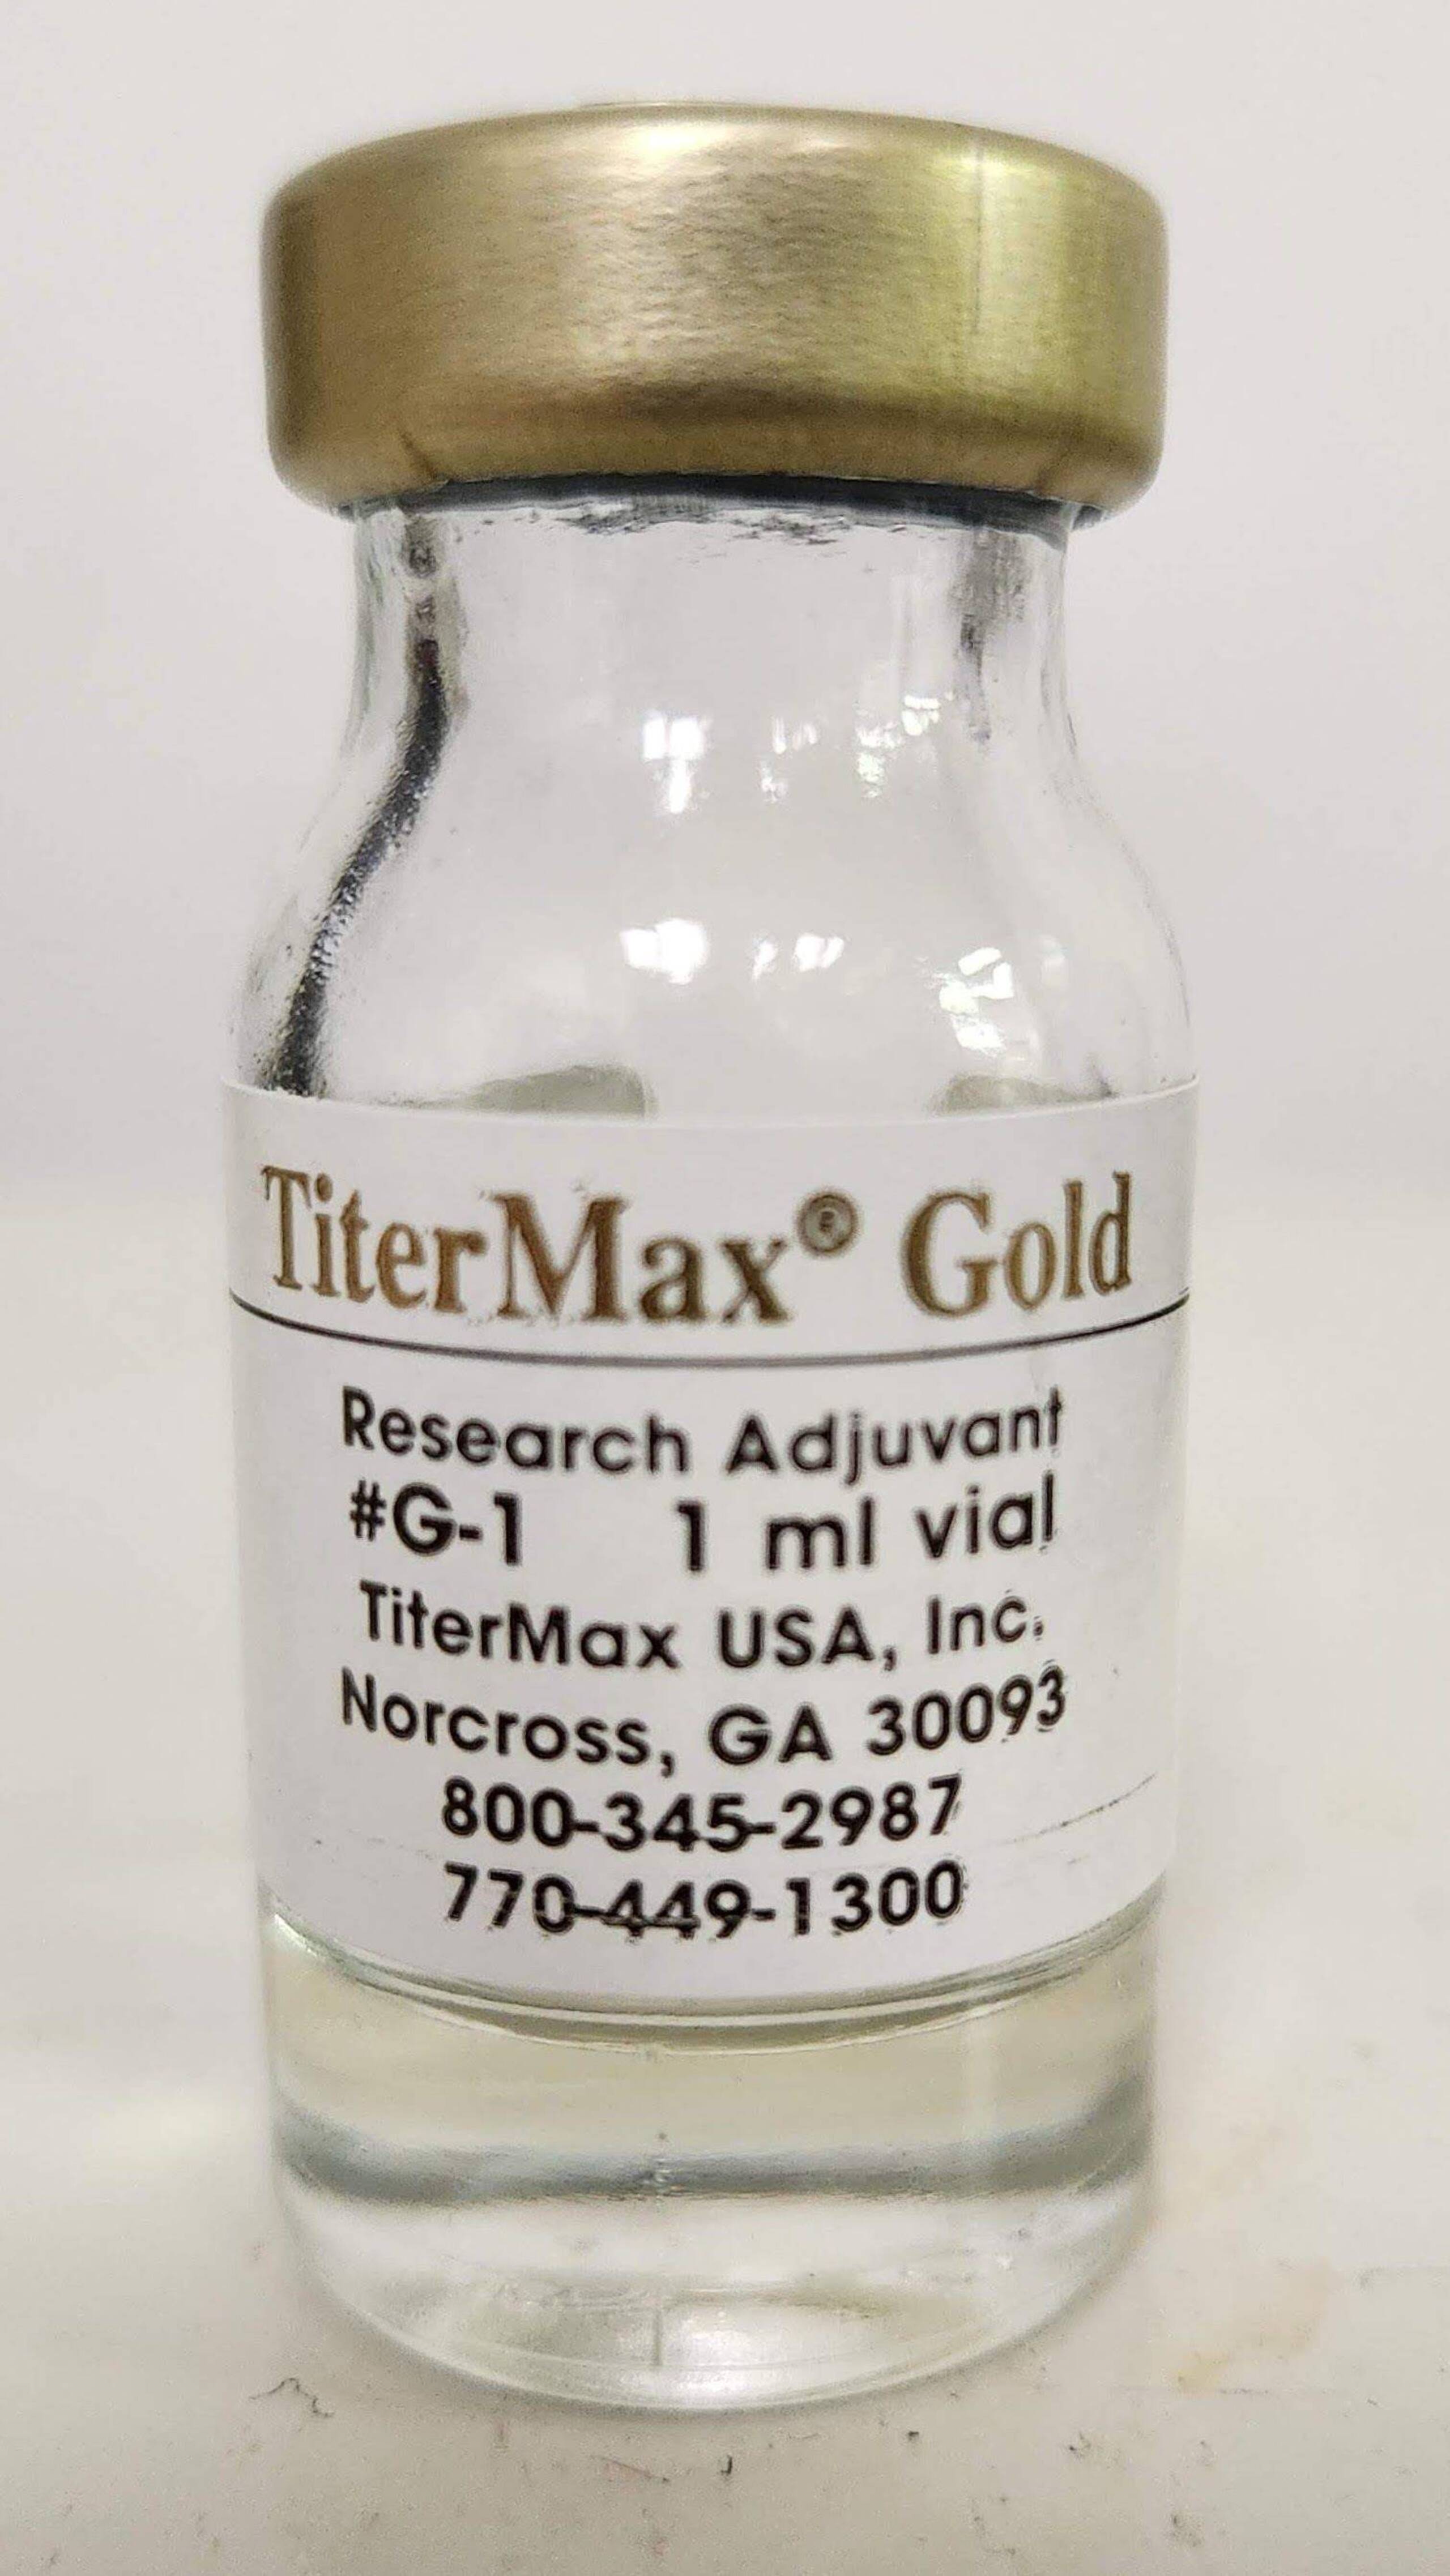 TiterMax® Gold
Research Adjuvant
#G-1 1 ml vial
TiterMax USA, Inc.
Norcross, GA 30093
800-345-2987
770-449-1300